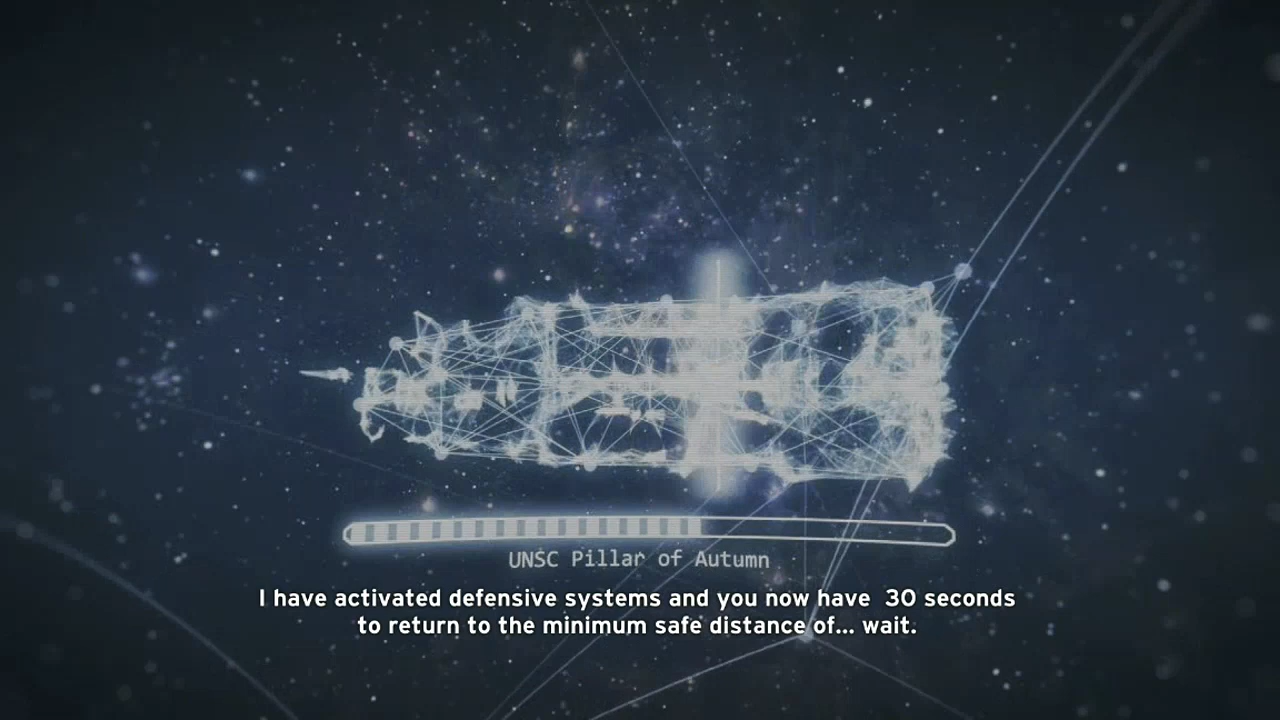 UNSC Pillar of Autumn
I have activated defensive systems and you now have 30 seconds
to return to the minimum safe distance of... wait.